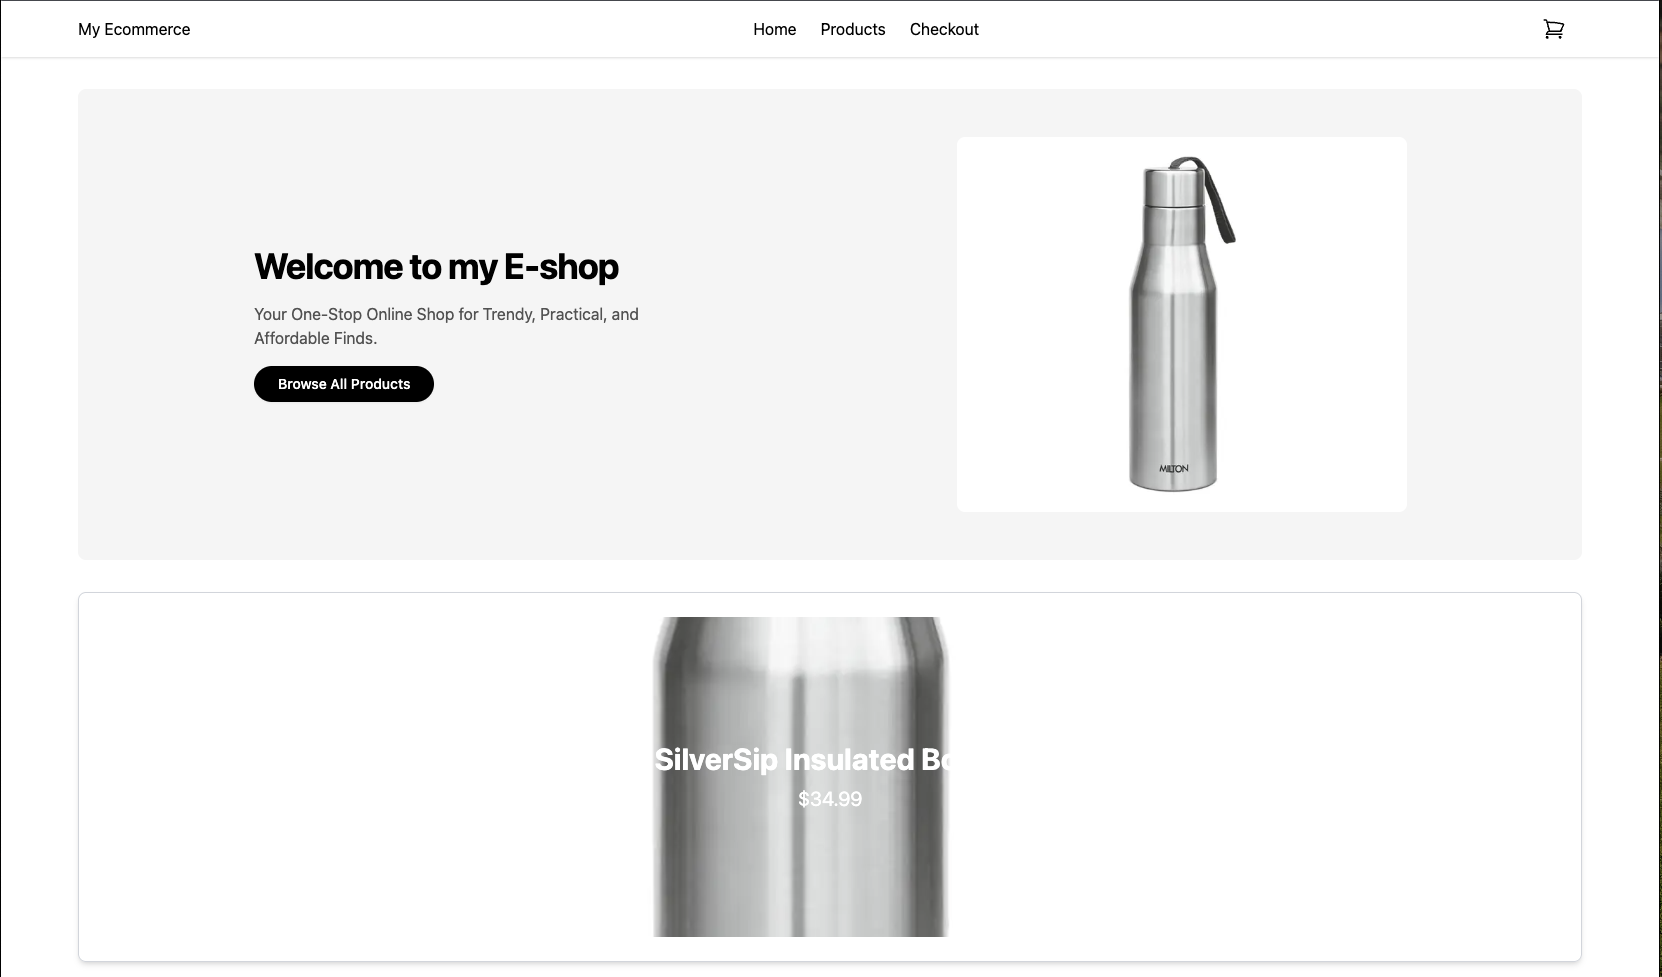 My Ecommerce
Home Products Checkout
Welcome to my E-shop
Your One-Stop Online Shop for Trendy, Practical, and
Affordable Finds.
Browse All Products
MILTON
SilverSip Insulated Bo
$34.99